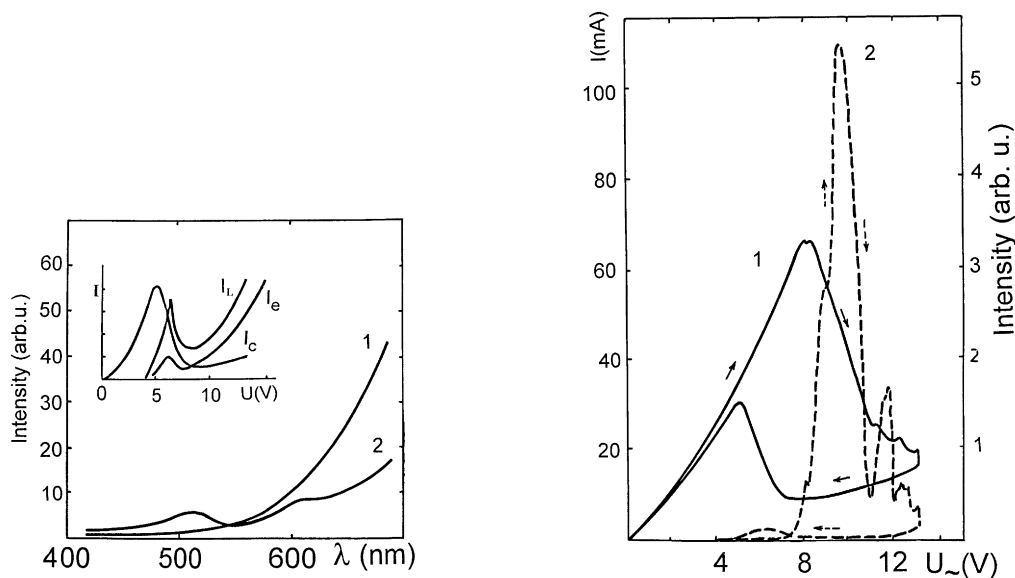 Intensity (arb.u.)
60
50
40
30
20
10
400
500
600
λ (nm)
1
2
I
0
5
10
U(V)
I_L
I_e
I_c
I(mA)
100
80
60
40
20
4
8
12
U~(V)
5
4
3
2
1
Intensity (arb. u.)
1
2